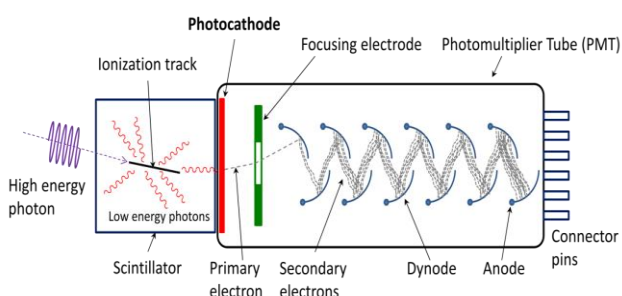 Photocathode
Focusing electrode
Photomultiplier Tube (PMT)
Ionization track
High energy
photon
Low energy photons
Scintillator
Primary
electron
Secondary
electrons
Dynode
Anode
Connector
pins